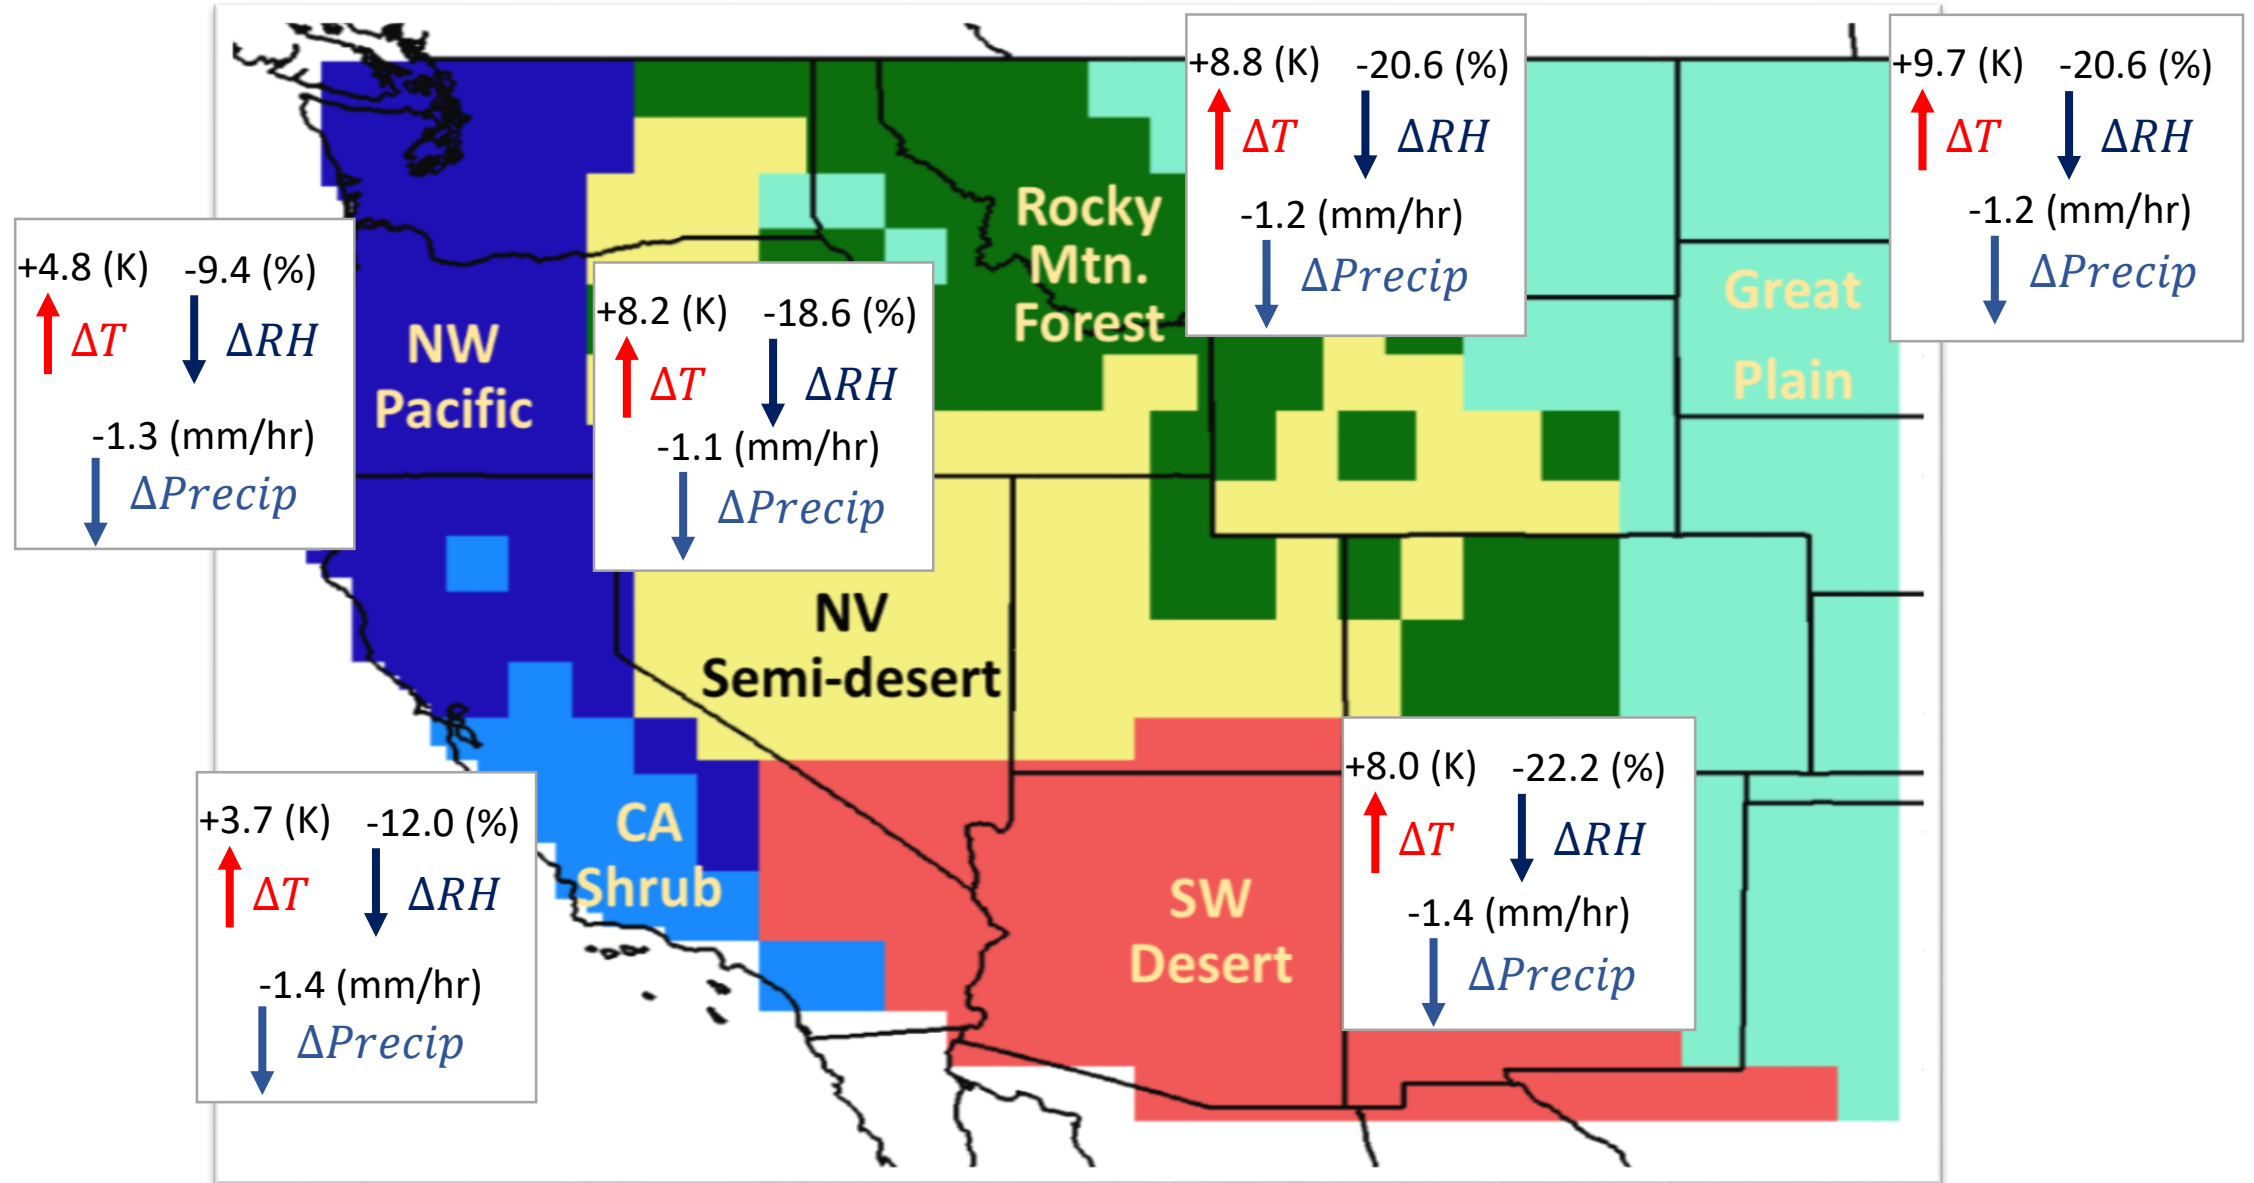 +8.8 (K) -20.6 (%)
ΔT ΔRH
-1.2 (mm/hr)
ΔPrecip
+9.7 (K) -20.6 (%)
ΔT ΔRH
-1.2 (mm/hr)
ΔPrecip
Rocky
Mtn.
Forest
+4.8 (K) -9.4 (%)
ΔT ΔRH
-1.3 (mm/hr)
ΔPrecip
NW
Pacific
+8.2 (K) -18.6 (%)
ΔT ΔRH
-1.1 (mm/hr)
ΔPrecip
Great
Plain
NV
Semi-desert
+3.7 (K) -12.0 (%)
ΔT ΔRH
-1.4 (mm/hr)
ΔPrecip
CA
Shrub
SW
Desert
+8.0 (K) -22.2 (%)
ΔT ΔRH
-1.4 (mm/hr)
ΔPrecip